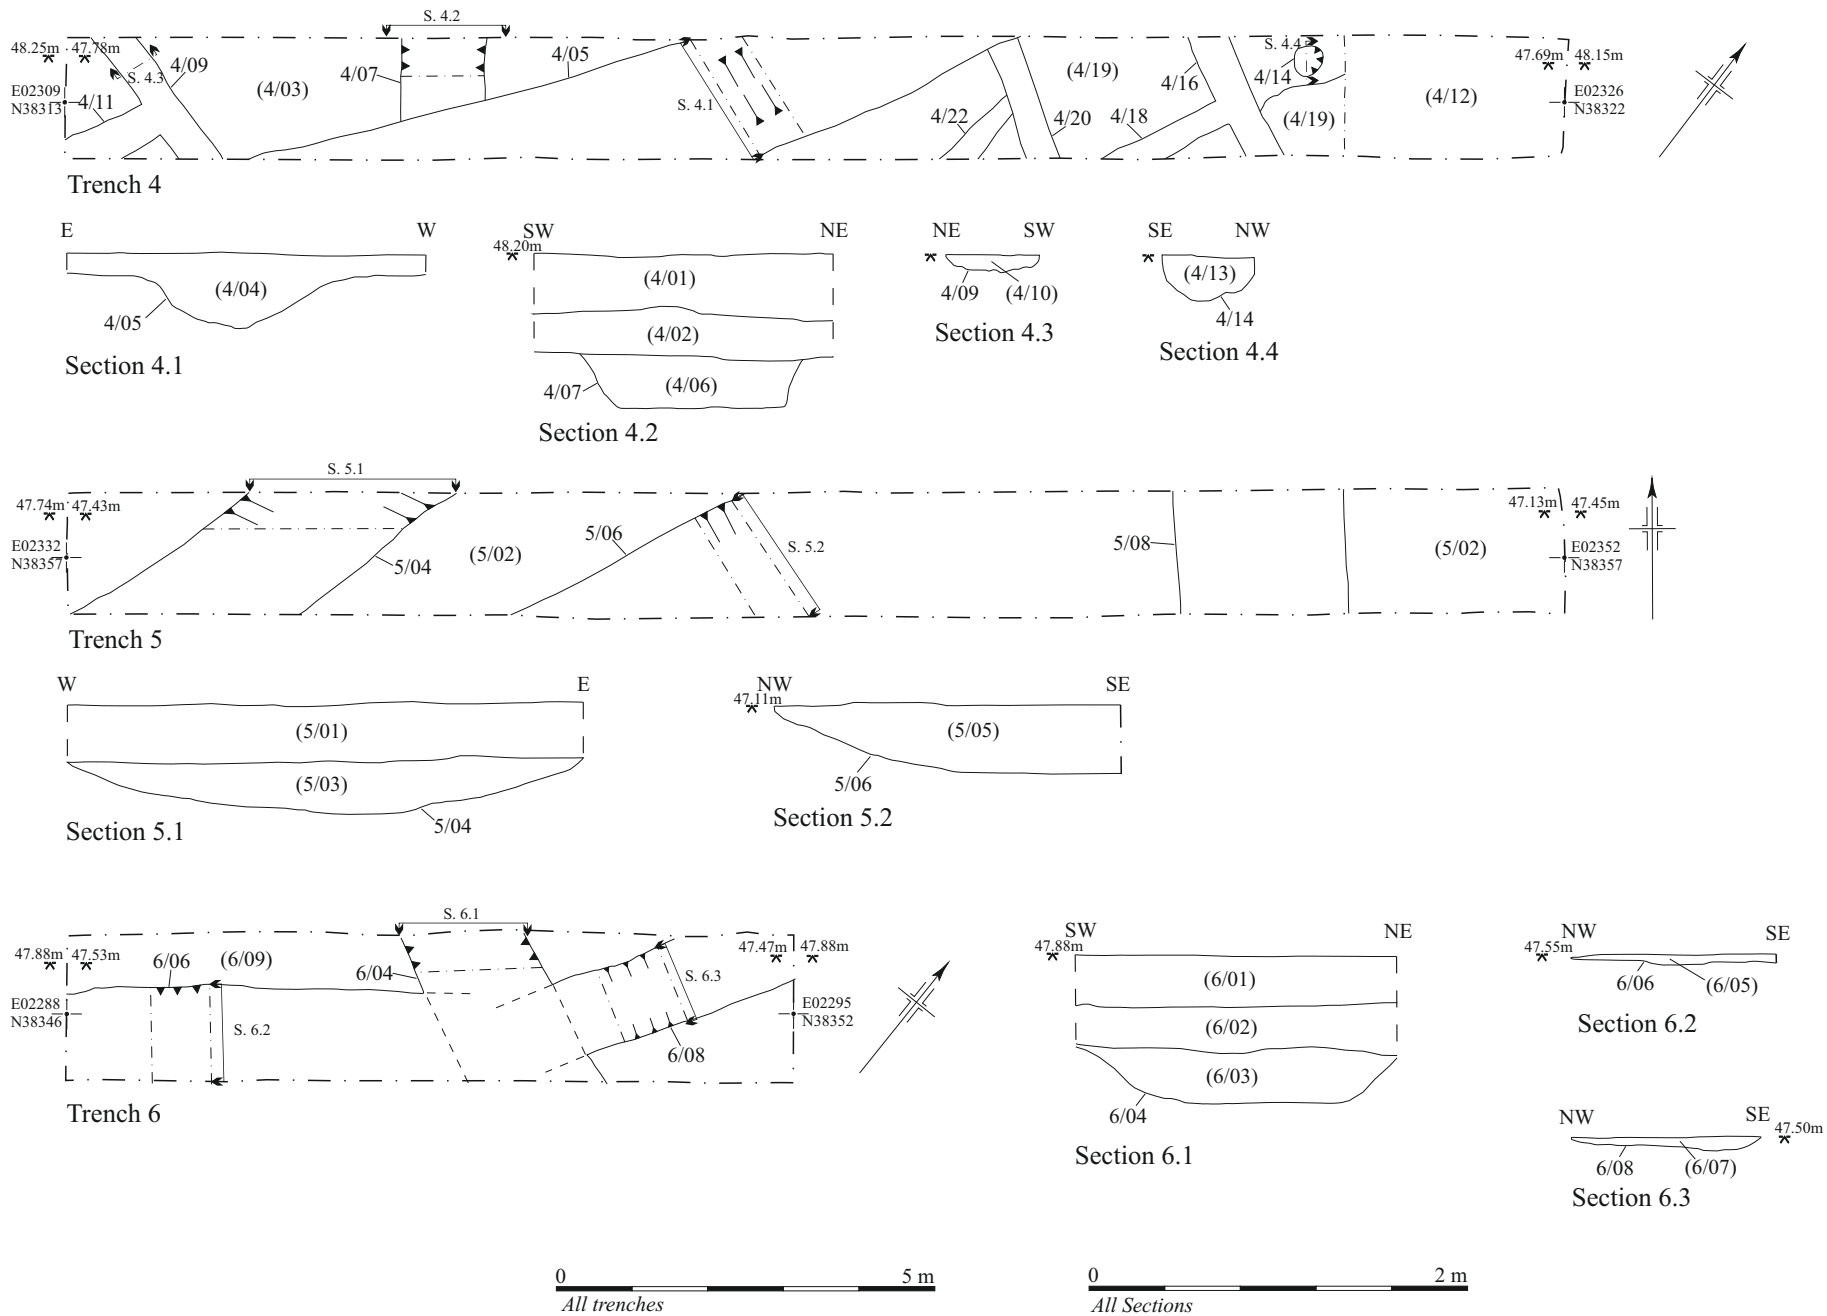 S. 4.2
48.25m 47.78m
4/09
S. 4.3
(4/03)
4/07
4/05
S. 4.1
(4/19)
4/16
S. 4.4
4/14
47.69m 48.15m
E02309
N38313
4/11
4/22
4/20
4/18
(4/19)
(4/12)
E02326
N38322
Trench 4
E W
(4/04)
4/05
Section 4.1
SW NE
48.20m
(4/01)
(4/02)
(4/06)
4/07
Section 4.2
NE SW
4/09 (4/10)
Section 4.3
SE NW
(4/13)
4/14
Section 4.4
S. 5.1
47.74m 47.43m
E02332
N38357
5/04
(5/02)
5/06
S. 5.2
5/08
(5/02)
47.13m 47.45m
E02352
N38357
Trench 5
W E
(5/01)
(5/03)
5/04
Section 5.1
NW SE
47.11m
(5/05)
5/06
Section 5.2
S. 6.1
47.88m 47.53m
6/06 (6/09)
6/04
S. 6.3
47.47m 47.88m
E02288
N38346
S. 6.2
6/08
E02295
N38352
Trench 6
SW NE
47.88m
(6/01)
(6/02)
(6/03)
6/04
Section 6.1
NW SE
47.55m
6/06 (6/05)
Section 6.2
NW SE
47.50m
6/08 (6/07)
Section 6.3
0 5 m
All trenches
0 2 m
All Sections